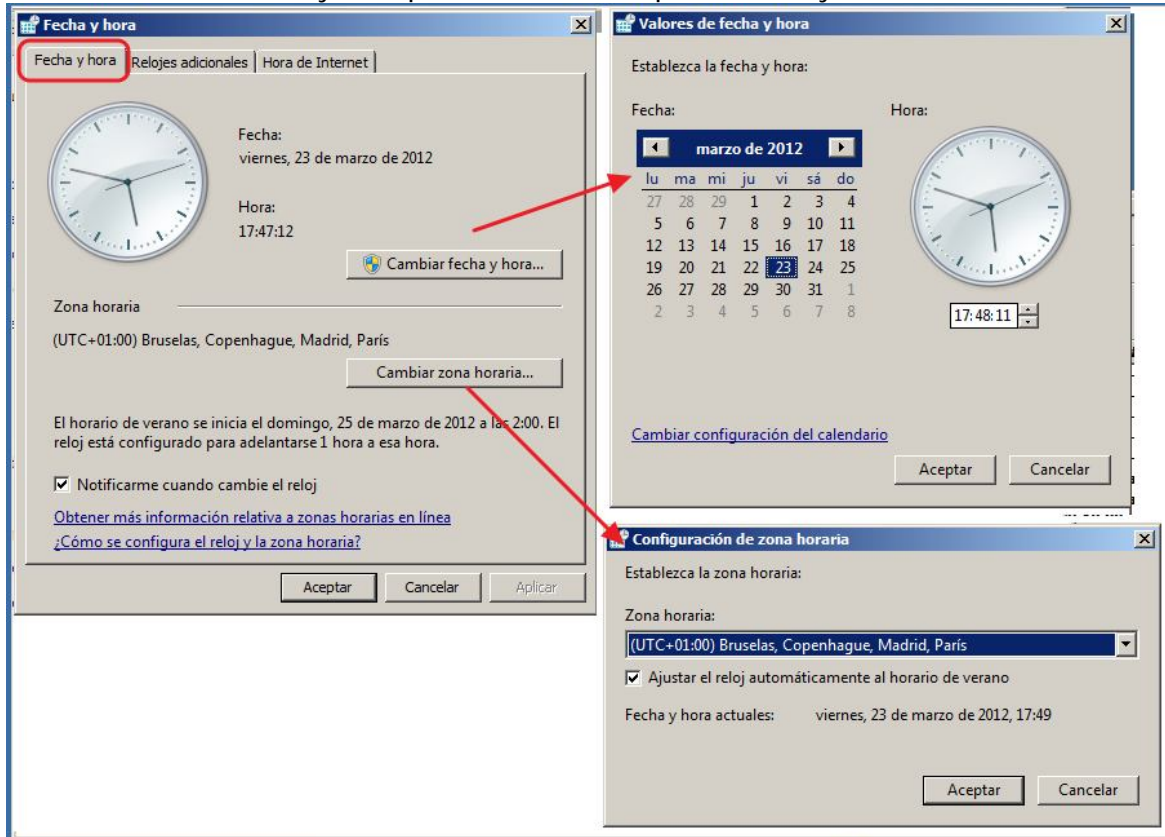 Fecha y hora
Fecha y hora
Relojes adicionales
Hora de Internet
Fecha:
viernes, 23 de marzo de 2012
Hora:
17:47:12
Cambiar fecha y hora...
Zona horaria
(UTC+01:00) Bruselas, Copenhague, Madrid, París
Cambiar zona horaria...
El horario de verano se inicia el domingo, 25 de marzo de 2012 a las 2:00. El
reloj está configurado para adelantarse 1 hora a esa hora.
Notificarme cuando cambie el reloj
Obtener más información relativa a zonas horarias en línea
¿Cómo se configura el reloj y la zona horaria?
Aceptar
Cancelar
Aplicar
Valores de fecha y hora
Establezca la fecha y hora:
Fecha:
Hora:
marzo de 2012
lu ma mi ju vi sá do
27 28 29 1 2 3 4
5 6 7 8 9 10 11
12 13 14 15 16 17 18
19 20 21 22 23 24 25
26 27 28 29 30 31 1
2 3 4 5 6 7 8
17:48:11
Cambiar configuración del calendario
Aceptar
Cancelar
Configuración de zona horaria
Establezca la zona horaria:
Zona horaria:
(UTC+01:00) Bruselas, Copenhague, Madrid, París
Ajustar el reloj automáticamente al horario de verano
Fecha y hora actuales: viernes, 23 de marzo de 2012, 17:49
Aceptar
Cancelar